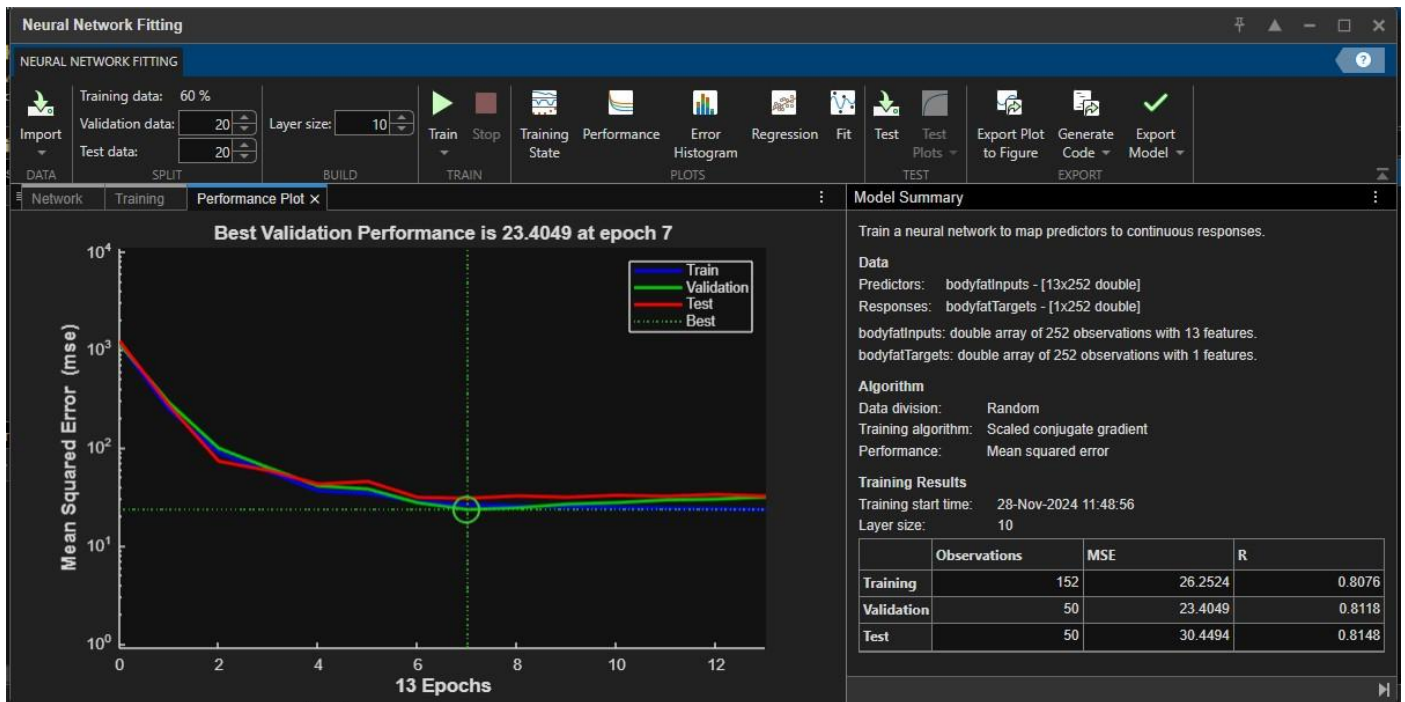 Neural Network Fitting
NEURAL NETWORK FITTING
Import
DATA
Training data: 60 %
Validation data: 20
Test data: 20
SPLIT
Layer size: 10
BUILD
Train Stop
TRAIN
Training State
Performance
Error Histogram
Regression
Fit
PLOTS
Test
Test Plots
TEST
Export Plot to Figure
Generate Code
Export Model
EXPORT
Network Training Performance Plot
Best Validation Performance is 23.4049 at epoch 7
Mean Squared Error (mse)
10^4
10^3
10^2
10^1
10^0
Train
Validation
Test
Best
0 2 4 6 8 10 12
13 Epochs
Model Summary
Train a neural network to map predictors to continuous responses.
Data
Predictors: bodyfatInputs - [13x252 double]
Responses: bodyfatTargets - [1x252 double]
bodyfatInputs: double array of 252 observations with 13 features.
bodyfatTargets: double array of 252 observations with 1 features.
Algorithm
Data division: Random
Training algorithm: Scaled conjugate gradient
Performance: Mean squared error
Training Results
Training start time: 28-Nov-2024 11:48:56
Layer size: 10
Observations MSE R
Training 152 26.2524 0.8076
Validation 50 23.4049 0.8118
Test 50 30.4494 0.8148